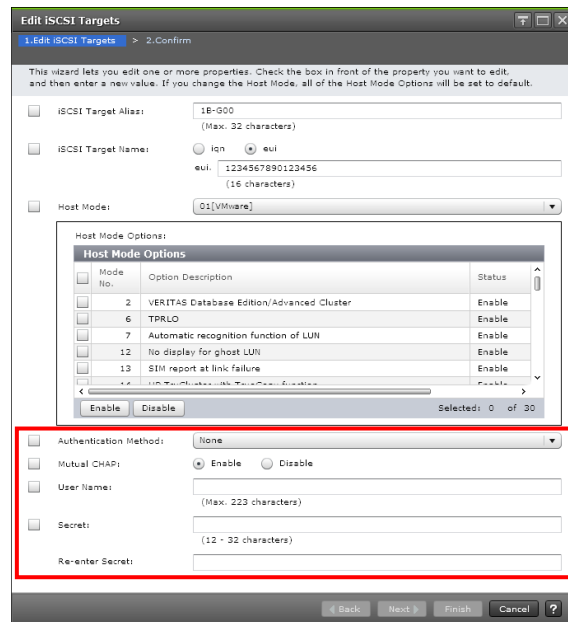 Edit iSCSI Targets
1.Edit iSCSI Targets > 2.Confirm
This wizard lets you edit one or more properties. Check the box in front of the property you want to edit,
and then enter a new value. If you change the Host Mode, all of the Host Mode Options will be set to default.
iSCSI Target Alias: 1B-G00
(Max. 32 characters)
iSCSI Target Name: iqn eui
eui. 1234567890123456
(16 characters)
Host Mode: 01[VMware]
Host Mode Options:
Host Mode Options
Mode No. Option Description Status
2 VERITAS Database Edition/Advanced Cluster Enable
6 TPRLO Enable
7 Automatic recognition function of LUN Enable
12 No display for ghost LUN Enable
13 SIM report at link failure Enable
14 HP TruCluster with TrueCopy function Enable
Enable Disable Selected: 0 of 30
Authentication Method: None
Mutual CHAP: Enable Disable
User Name:
(Max. 223 characters)
Secret:
(12 - 32 characters)
Re-enter Secret:
Back Next Finish Cancel ?